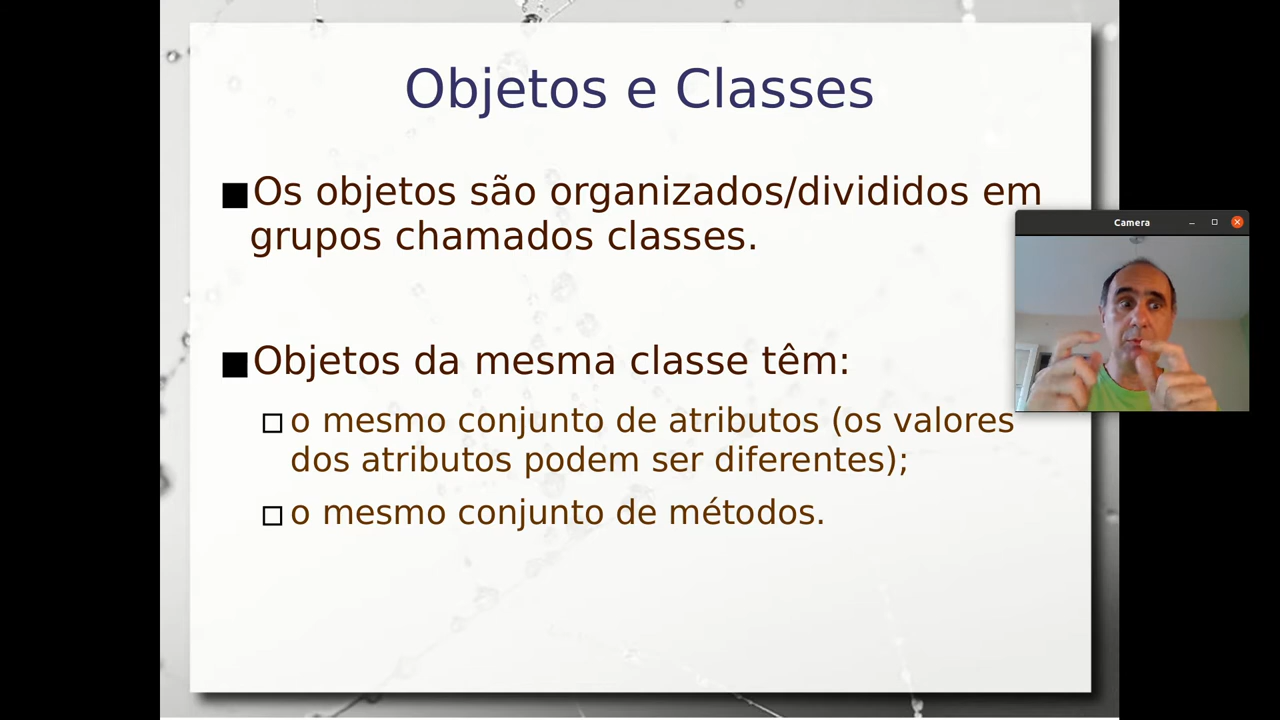 Objetos e Classes
Os objetos são organizados/divididos em
grupos chamados classes.
Camera
Objetos da mesma classe têm:
o mesmo conjunto de atributos (os valores
dos atributos podem ser diferentes);
o mesmo conjunto de métodos.